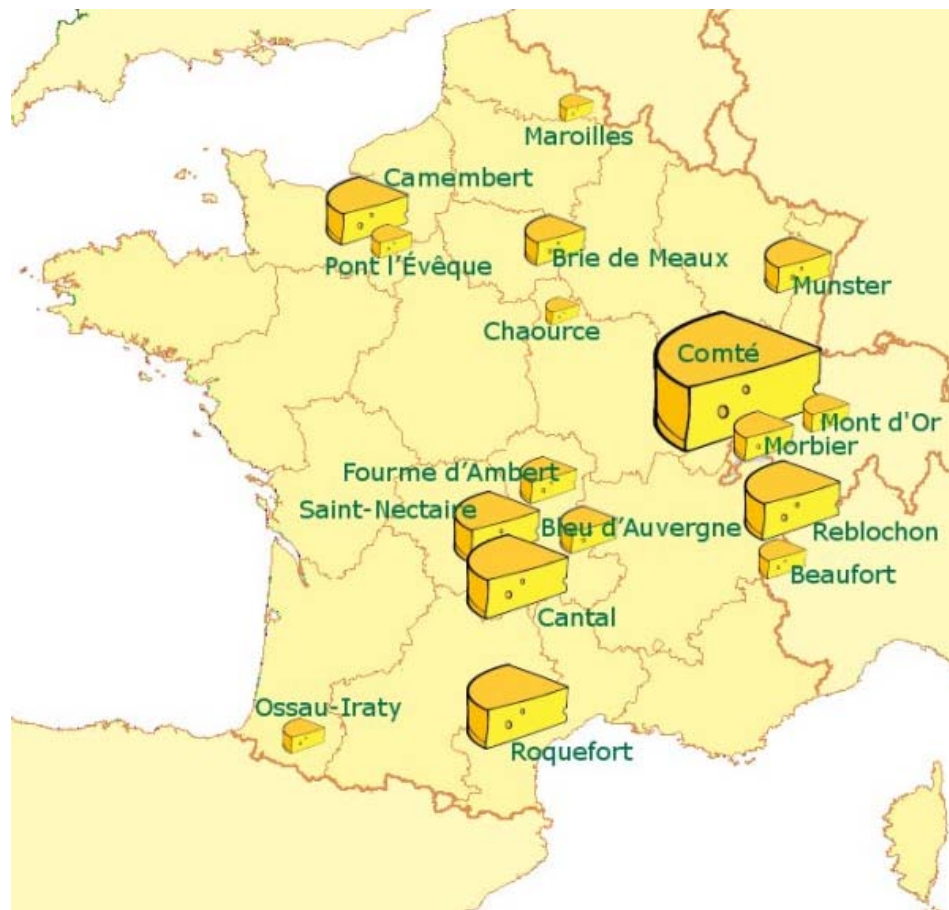 Maroilles
Camembert
Pont l'Évêque
Brie de Meaux
Munster
Chaource
Comté
Mont d'Or
Morbier
Fourme d'Ambert
Saint-Nectaire
Bleu d'Auvergne
Reblochon
Beaufort
Cantal
Ossau-Iraty
Roquefort